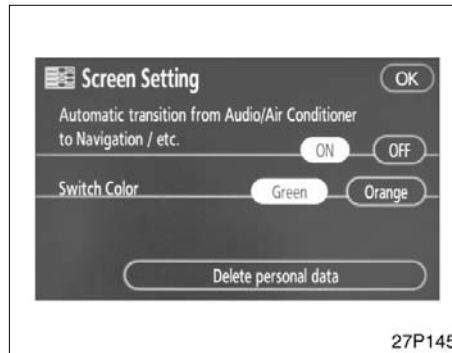 Screen Setting
OK
Automatic transition from Audio/Air Conditioner
to Navigation / etc.
ON
OFF
Switch Color
Green
Orange
Delete personal data
27P145